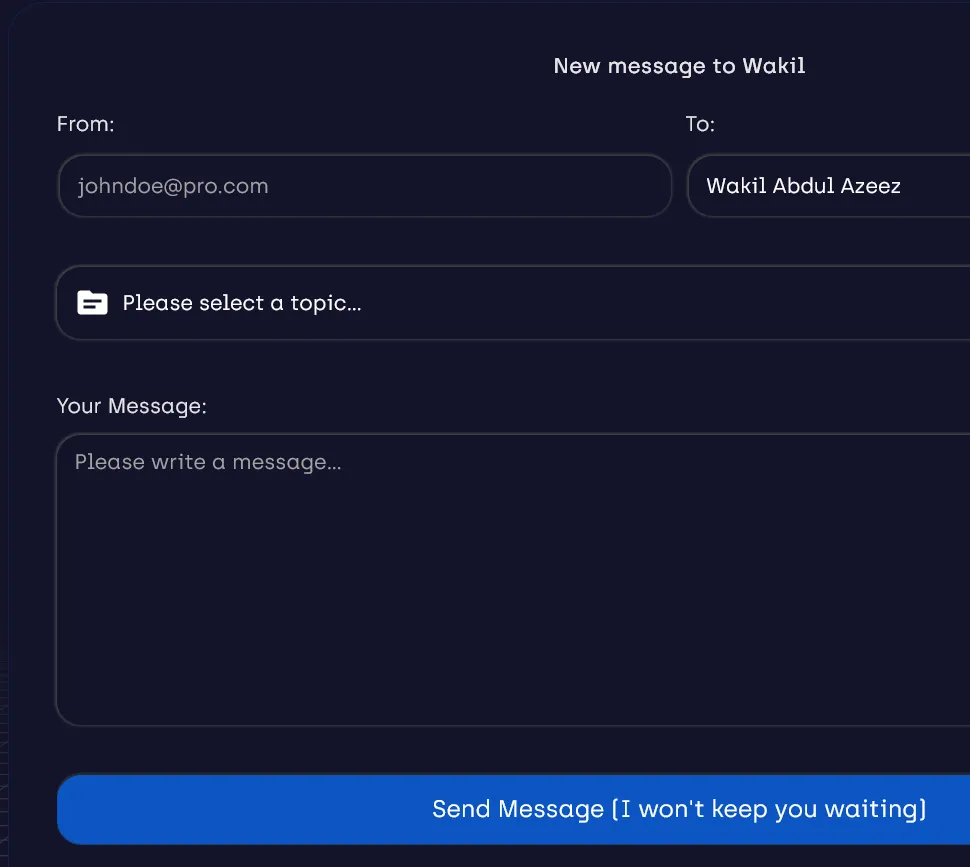 New message to Wakil
From:
To:
johndoe@pro.com
Wakil Abdul Azeez
Please select a topic...
Your Message:
Please write a message...
Send Message (I won't keep you waiting)